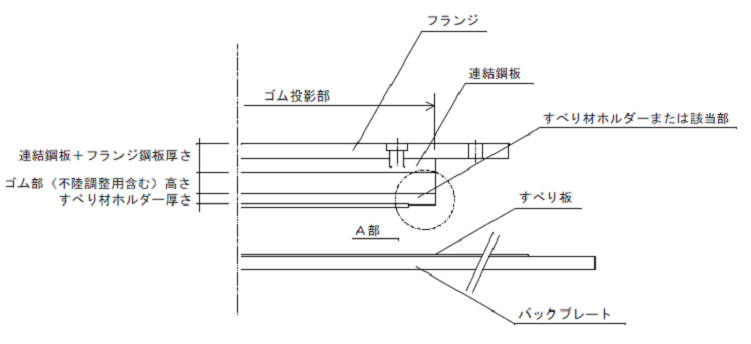 フランジ
連結鋼板
ゴム投影部
すべり材ホルダーまたは該当部
連結鋼板＋フランジ鋼板厚さ
ゴム部（不陸調整用含む）高さ
すべり材ホルダー厚さ
すべり板
Ａ部
バックプレート